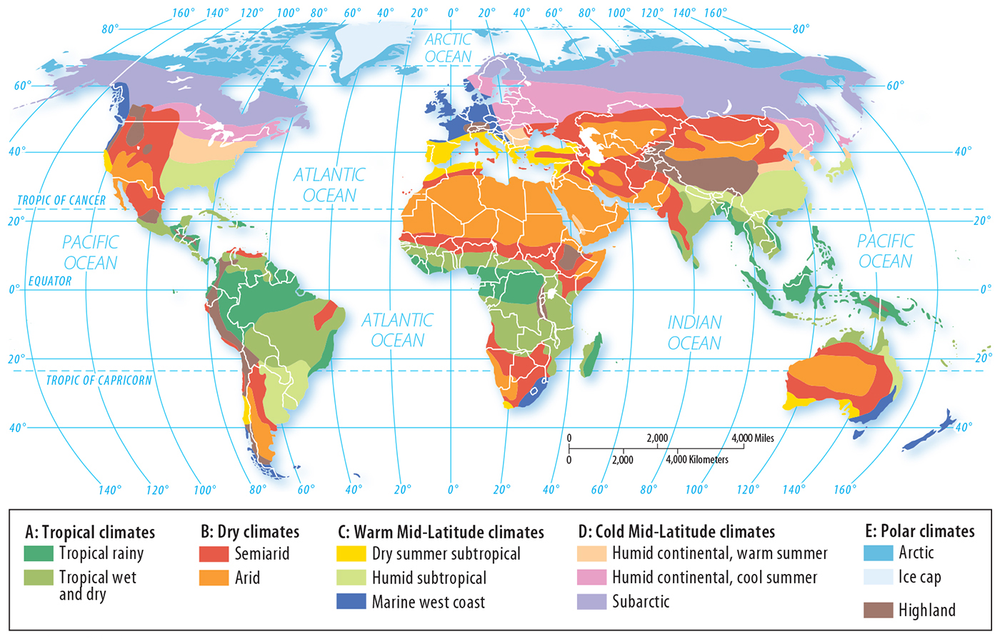 160° 140° 120° 100° 80° 60° 40° 20° 0° 20° 40° 60° 80° 100° 120° 140° 160°
80° 80°
ARCTIC
OCEAN
60° 60°
40° 40°
ATLANTIC
OCEAN
TROPIC OF CANCER
20° 20°
PACIFIC
OCEAN
PACIFIC
OCEAN
EQUATOR
0° 0°
ATLANTIC
OCEAN
INDIAN
OCEAN
20° 20°
TROPIC OF CAPRICORN
40° 40°
0 2,000 4,000 Miles
0 2,000 4,000 Kilometers
140° 120° 100° 80° 60° 40° 20° 0° 20° 40° 60° 80° 100° 120° 140° 160°
A: Tropical climates
Tropical rainy
Tropical wet
and dry
B: Dry climates
Semiarid
Arid
C: Warm Mid-Latitude climates
Dry summer subtropical
Humid subtropical
Marine west coast
D: Cold Mid-Latitude climates
Humid continental, warm summer
Humid continental, cool summer
Subarctic
E: Polar climates
Arctic
Ice cap
Highland